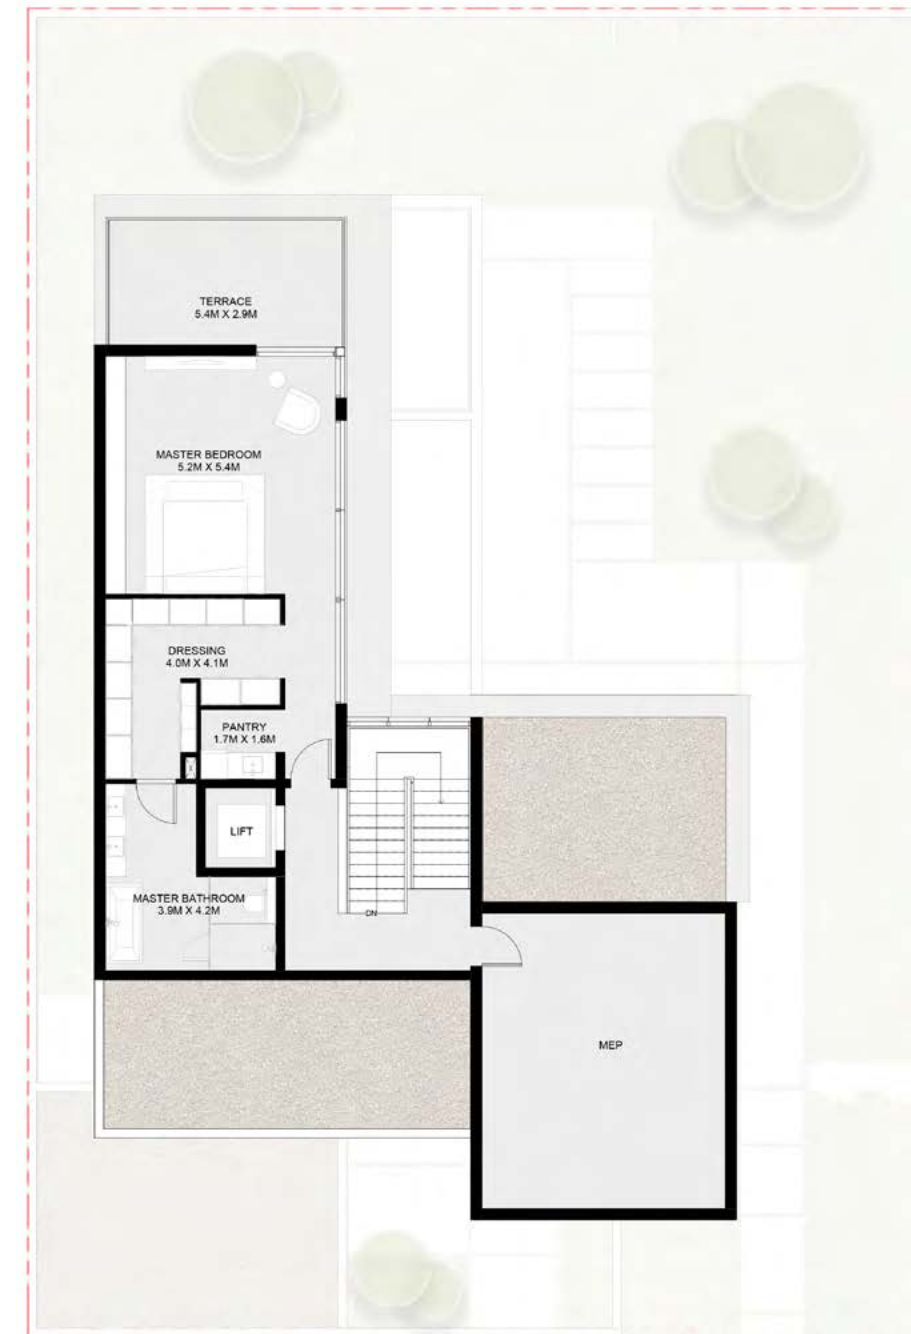 TERRACE
5.4M X 2.9M
MASTER BEDROOM
5.2M X 5.4M
DRESSING
4.0M X 4.1M
PANTRY
1.7M X 1.6M
LIFT
MASTER BATHROOM
3.9M X 4.2M
DN
MEP